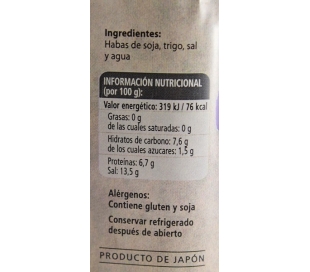 Ingredientes:
Habas de soja, trigo, sal
y agua
INFORMACIÓN NUTRICIONAL
(por 100 g):
Valor energético: 319 kJ / 76 kcal
Grasas: 0 g
de las cuales saturadas: 0 g
Hidratos de carbono: 7,6 g
de los cuales azucares: 1,5 g
Proteínas: 6,7 g
Sal: 13,5 g
Alérgenos:
Contiene gluten y soja
Conservar refrigerado
después de abierto
PRODUCTO DE JAPÓN